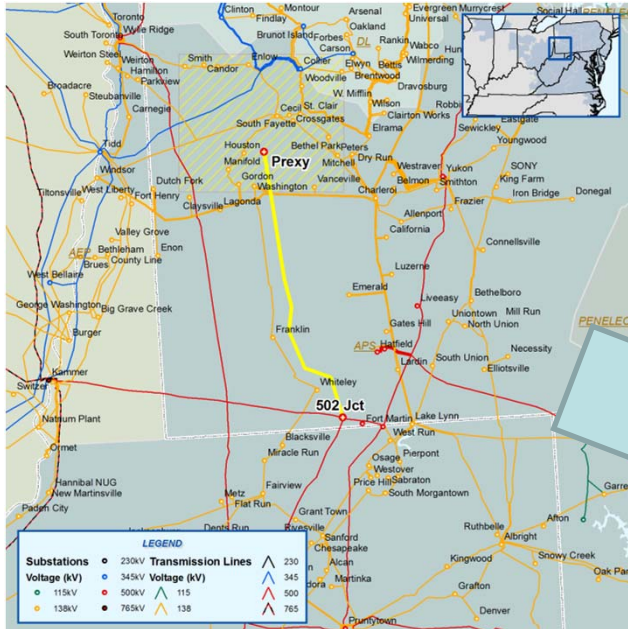 Toronto
Wylie Ridge
South Toronto
Weirton
Weirton Steel
Hamilton
Parkview
Broadacre
Steubanville
Carnegie
Smith
Candor
Clinton
Findlay
Montour
Brunot Island
Enlow
Forbes
Carson
Collier
Woodville
Arsenal
Oakland
DL
Rankin
Elwyn
Bettis
Brentwood
Evergreen
Murrycrest
Universal
Wabco
Wilmerding
Dravosburg
Social Hall
PENELEC
Cecil
St. Clair
Crossgates
South Fayette
W. Mifflin
Wilson
Clairton Works
Elrama
Sewickley
Eastgate
Youngwood
Tidd
Windsor
West Liberty
Tiltonsville
Fort Henry
Dutch Fork
Claysville
Houston
Manifold
Prexy
Gordon
Washington
Lagonda
Bethel Park
Peters
Mitchell
Vanceville
Dry Run
Charleroi
Westraver
Belmon
Yukon
Smithton
SONY
King Farm
Iron Bridge
Donegal
Frazier
Allenport
California
Connellsville
Valley Grove
AEP
Bethleham
Brues
County Line
Enon
West Bellaire
George Washington
Big Grave Creek
Burger
Luzerne
Emerald
Liveeasy
Bethelboro
Uniontown
Mill Run
North Union
PENELEC
Franklin
Gates Hill
APS
Hatfield
Lardin
South Union
Necessity
Elliotsville
Kammer
Switzer
Whiteley
502 Jct
Fort Martin
Lake Lynn
Natrium Plant
Ormet
Hannibal NUG
New Martinsville
Paden City
Blacksville
Miracle Run
West Run
Osage
Pierpont
Westover
Sabraton
Price Hill
South Morgantown
Metz
Fairview
Flat Run
Grant Town
Rivesville
Sanford
Chesapeake
Alcan
Martinka
Pruntytown
Ruthbelle
Albright
Afton
Snowy Creek
Kingwood
Grafton
Denver
Oak Par
LEGEND
Substations
Voltage (kV)
115kV
138kV
230kV
345kV
500kV
765kV
Transmission Lines
Voltage (kV)
115
138
230
345
500
765